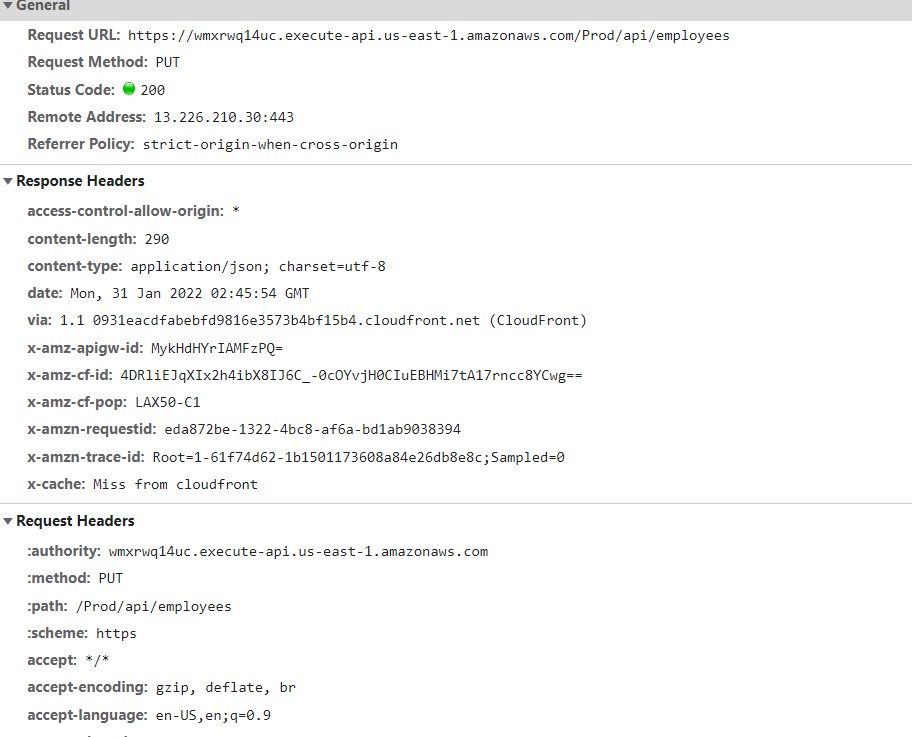 General
Request URL: https://wmxrwq14uc.execute-api.us-east-1.amazonaws.com/Prod/api/employees
Request Method: PUT
Status Code: 200
Remote Address: 13.226.210.30:443
Referrer Policy: strict-origin-when-cross-origin
Response Headers
access-control-allow-origin: *
content-length: 290
content-type: application/json; charset=utf-8
date: Mon, 31 Jan 2022 02:45:54 GMT
via: 1.1 0931eacdfabebfd9816e3573b4bf15b4.cloudfront.net (CloudFront)
x-amz-apigw-id: MykHdHYrIAMFzPQ=
x-amz-cf-id: 4DRliEJqXIx2h4ibX8IJ6C_-0cOYvjH0CIuEBHMi7tA17rncc8YCwg==
x-amz-cf-pop: LAX50-C1
x-amzn-requestid: eda872be-1322-4bc8-af6a-bd1ab9038394
x-amzn-trace-id: Root=1-61f74d62-1b1501173608a84e26db8e8c;Sampled=0
x-cache: Miss from cloudfront
Request Headers
:authority: wmxrwq14uc.execute-api.us-east-1.amazonaws.com
:method: PUT
:path: /Prod/api/employees
:scheme: https
accept: */*
accept-encoding: gzip, deflate, br
accept-language: en-US,en;q=0.9